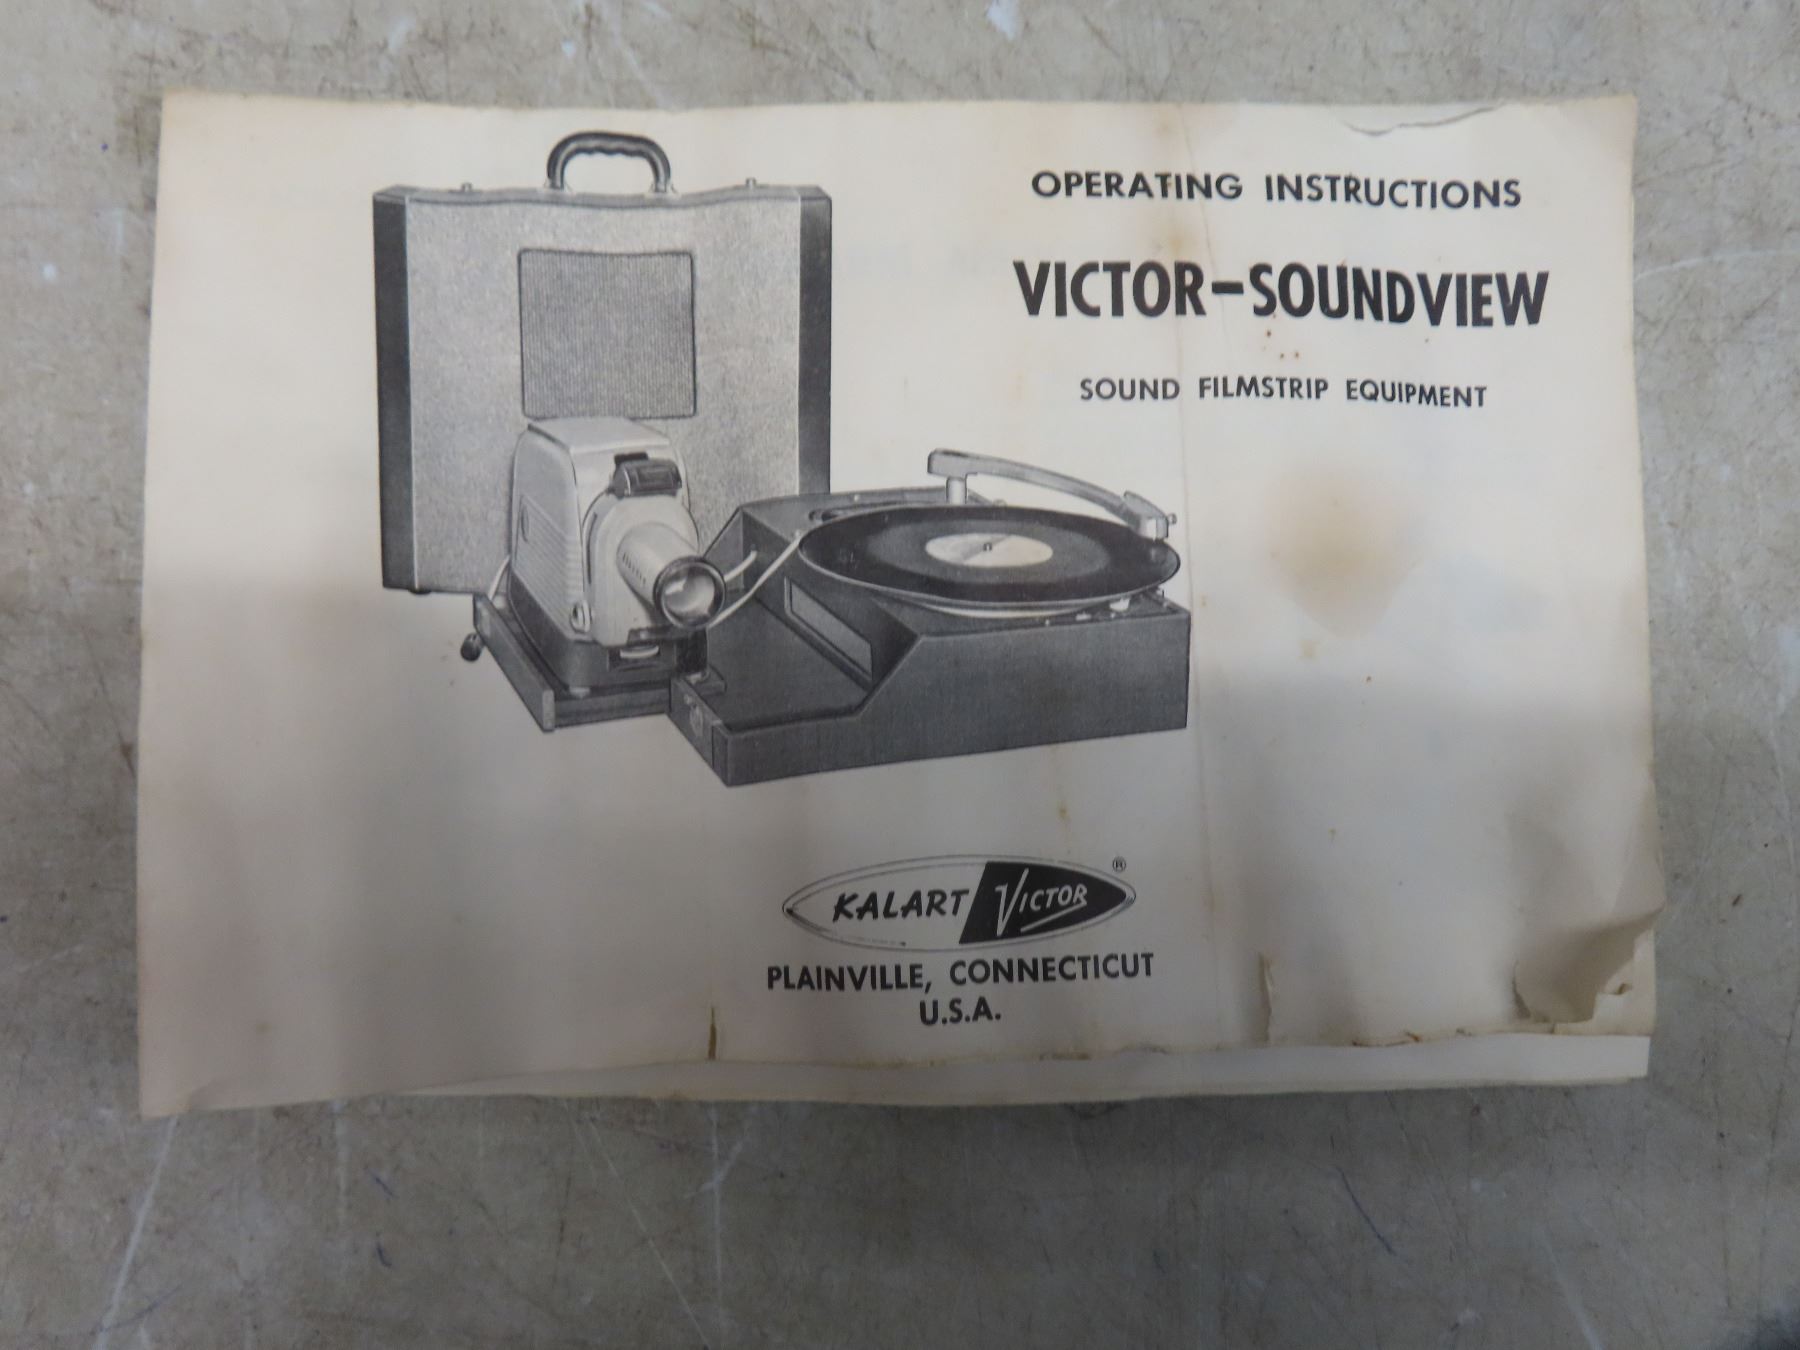 OPERATING INSTRUCTIONS
VICTOR-SOUNDVIEW
SOUND FILMSTRIP EQUIPMENT
KALART VICTOR ®
PLAINVILLE, CONNECTICUT
U.S.A.